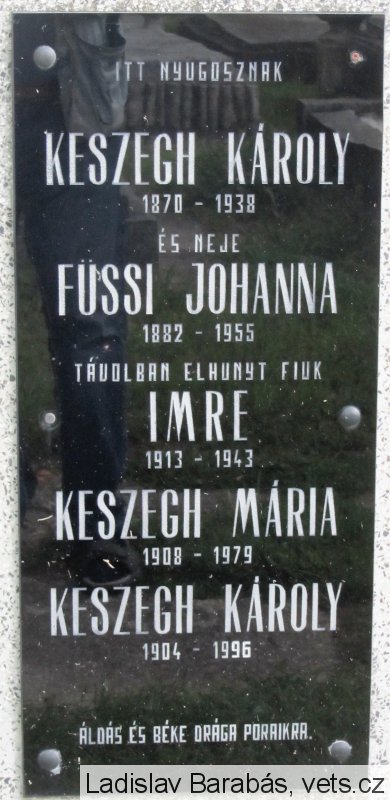 ITT NYUGOSZNAK
KESZEGH KÁROLY
1870 - 1938
ÉS NEJE
FÜSSI JOHANNA
1882 - 1955
TÁVOLBAN ELHUNYT FIUK
IMRE
1913 - 1943
KESZEGH MÁRIA
1908 - 1979
KESZEGH KÁROLY
1904 - 1996
ÁLDÁS ÉS BÉKE DRÁGA PORAIKRA.
Ladislav Barabás, vets.cz